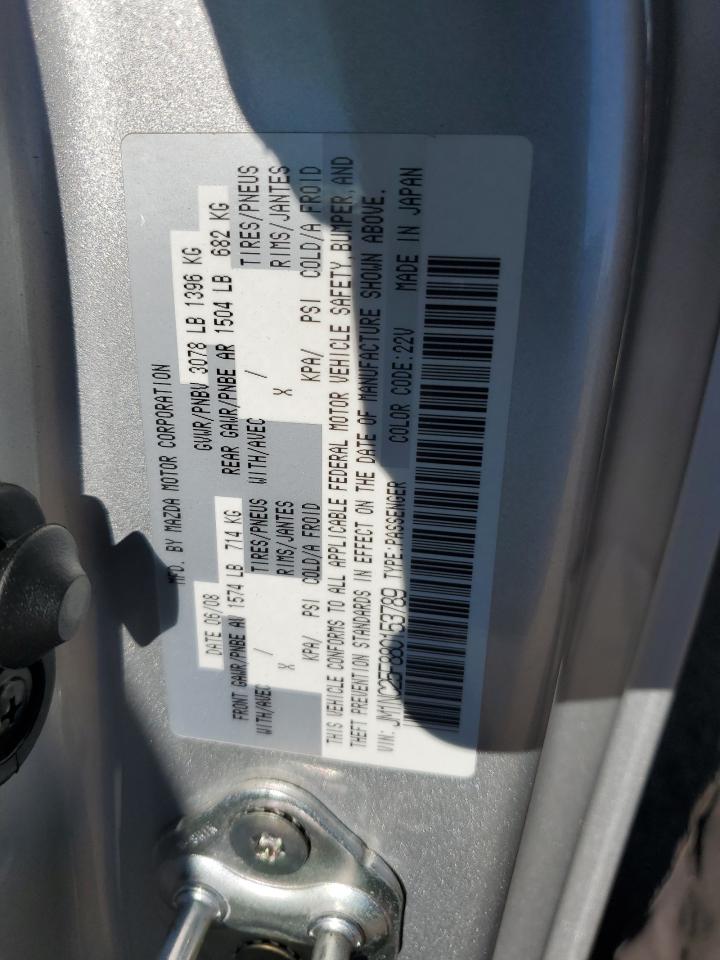 MFD. BY MAZDA MOTOR CORPORATION
DATE 06/08 GVWR/PNBV 3078 LB 1396 KG
FRONT GAWR/PNBE AV 1574 LB 714 KG REAR GAWR/PNBE AR 1504 LB 682 KG
WITH/AVEC / TIRES/PNEUS WITH/AVEC / TIRES/PNEUS
X RIMS/JANTES X RIMS/JANTES
KPA/ PSI COLD/A FROID KPA/ PSI COLD/A FROID
THIS VEHICLE CONFORMS TO ALL APPLICABLE FEDERAL MOTOR VEHICLE SAFETY, BUMPER, AND
THEFT PREVENTION STANDARDS IN EFFECT ON THE DATE OF MANUFACTURE SHOWN ABOVE.
VIN: JM1NC25F880153789 TYPE:PASSENGER COLOR CODE:22V MADE IN JAPAN